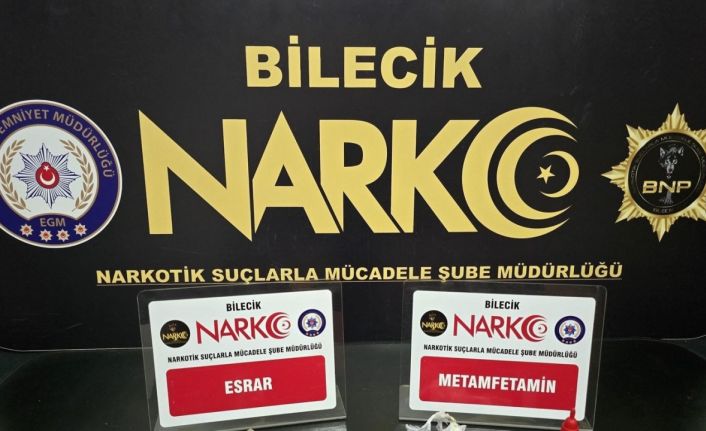 BİLECİK
NARKO
EMNİYET MÜDÜRLÜĞÜ
EGM
BNP
NARKOTİK SUÇLARLA MÜCADELE ŞUBE MÜDÜRLÜĞÜ
BİLECİK
NARKO
NARKOTİK SUÇLARLA MÜCADELE ŞUBE MÜDÜRLÜĞÜ
ESRAR
BİLECİK
NARKO
NARKOTİK SUÇLARLA MÜCADELE ŞUBE MÜDÜRLÜĞÜ
METAMFETAMİN